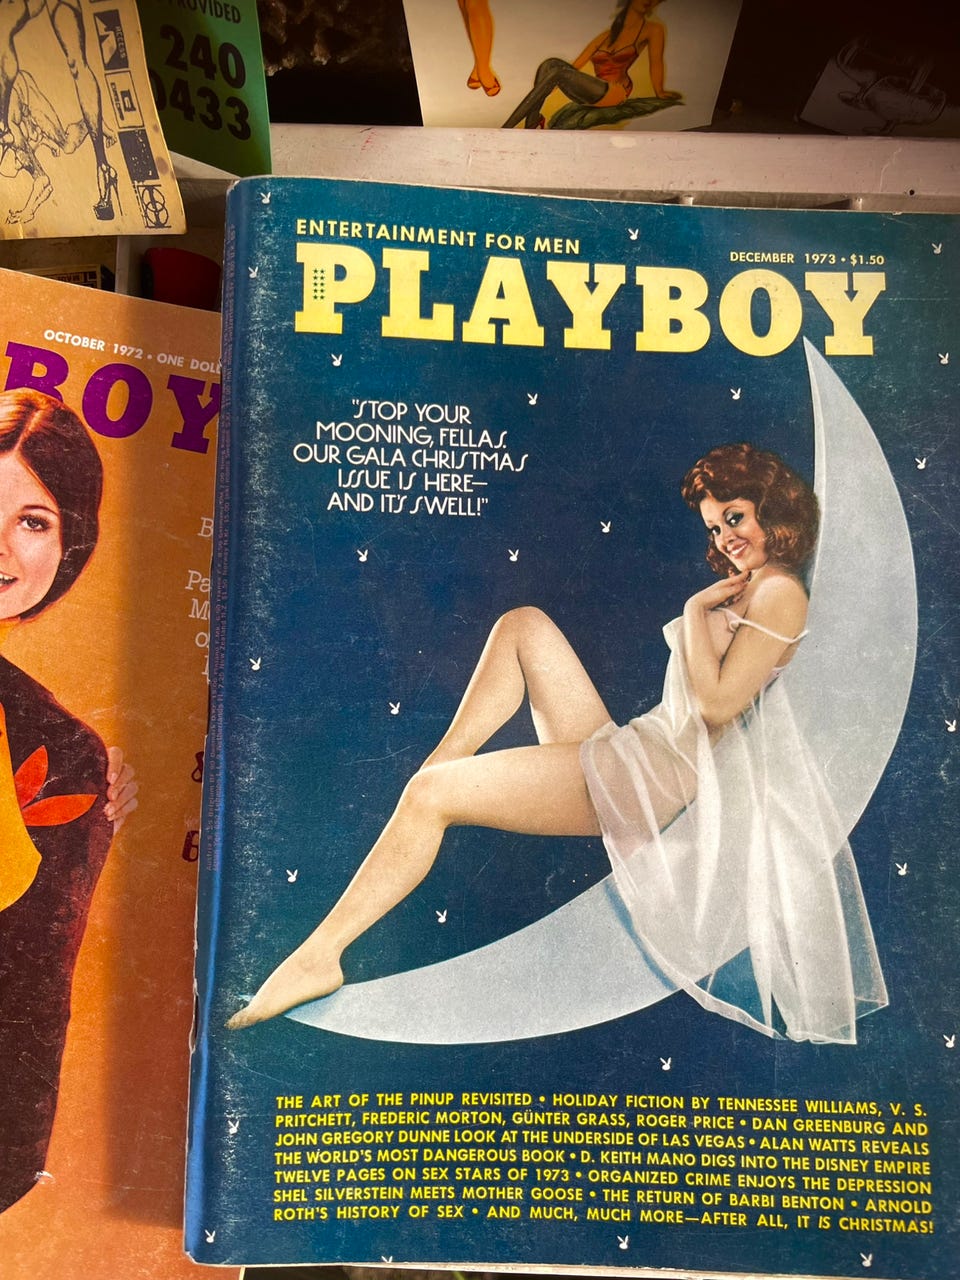 PROVIDED
240
0433
ACCESS
ENTERTAINMENT FOR MEN
PLAYBOY
DECEMBER 1973 • $1.50
"STOP YOUR
MOONING, FELLAS.
OUR GALA CHRISTMAS
ISSUE IS HERE—
AND IT'S SWELL!"
THE ART OF THE PINUP REVISITED • HOLIDAY FICTION BY TENNESSEE WILLIAMS, V. S.
PRITCHETT, FREDERIC MORTON, GÜNTER GRASS, ROGER PRICE • DAN GREENBURG AND
JOHN GREGORY DUNNE LOOK AT THE UNDERSIDE OF LAS VEGAS • ALAN WATTS REVEALS
THE WORLD'S MOST DANGEROUS BOOK • D. KEITH MANO DIGS INTO THE DISNEY EMPIRE
TWELVE PAGES ON SEX STARS OF 1973 • ORGANIZED CRIME ENJOYS THE DEPRESSION
SHEL SILVERSTEIN MEETS MOTHER GOOSE • THE RETURN OF BARBI BENTON • ARNOLD
ROTH'S HISTORY OF SEX • AND MUCH, MUCH MORE—AFTER ALL, IT IS CHRISTMAS!
OCTOBER 1972 • ONE DOLL
BOY
B
Pa
M
o